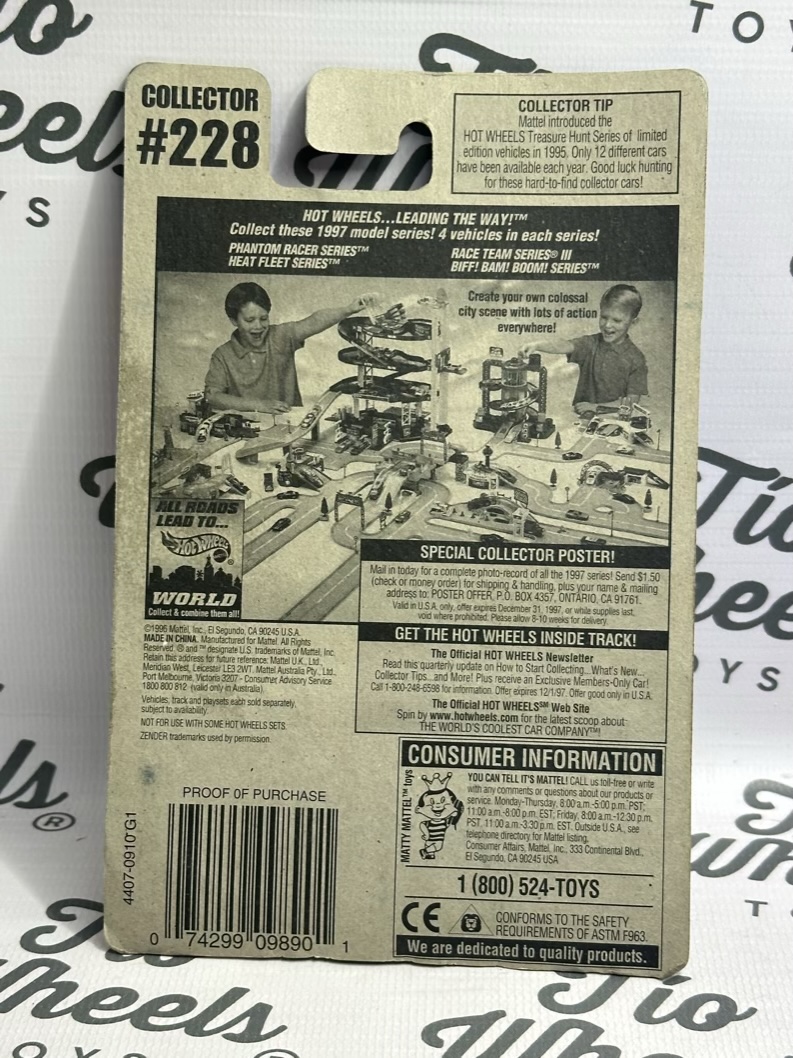 COLLECTOR
#228
COLLECTOR TIP
Mattel introduced the
HOT WHEELS Treasure Hunt Series of limited
edition vehicles in 1995. Only 12 different cars
have been available each year. Good luck hunting
for these hard-to-find collector cars!
HOT WHEELS...LEADING THE WAY!™
Collect these 1997 model series! 4 vehicles in each series!
PHANTOM RACER SERIES™
HEAT FLEET SERIES™
RACE TEAM SERIES® III
BIFF! BAM! BOOM! SERIES™
Create your own colossal
city scene with lots of action
everywhere!
ALL ROADS
LEAD TO...
Hot Wheels®
WORLD
Collect & combine them all!
SPECIAL COLLECTOR POSTER!
Mail in today for a complete photo-record of all the 1997 series! Send $1.50
(check or money order) for shipping & handling, plus your name & mailing
address to: POSTER OFFER, P.O. BOX 4357, ONTARIO, CA 91761.
Valid in U.S.A. only, offer expires December 31, 1997, or while supplies last,
void where prohibited. Please allow 8-10 weeks for delivery.
GET THE HOT WHEELS INSIDE TRACK!
The Official HOT WHEELS Newsletter
Read this quarterly update on How to Start Collecting...What's New...
Collector Tips...and More! Plus receive an Exclusive Members-Only Car!
Call 1-800-248-6598 for information. Offer expires 12/1/97. Offer good only in U.S.A.
The Official HOT WHEELS℠ Web Site
Spin by www.hotwheels.com for the latest scoop about
THE WORLD'S COOLEST CAR COMPANY™!
©1996 Mattel, Inc., El Segundo, CA 90245 U.S.A.
MADE IN CHINA. Manufactured for Mattel. All Rights
Reserved. ® and ™ designate U.S. trademarks of Mattel, Inc.
Retain this address for future reference: Mattel U.K., Ltd.,
Meridian West, Leicester LE3 2WT. Mattel Australia Pty., Ltd.,
Port Melbourne, Victoria 3207 - Consumer Advisory Service
1800 800 812 (valid only in Australia).
Vehicles, track and playsets each sold separately,
subject to availability.
NOT FOR USE WITH SOME HOT WHEELS SETS.
ZENDER trademarks used by permission.
CONSUMER INFORMATION
MATTY MATTEL™ toys
YOU CAN TELL IT'S MATTEL! CALL us toll-free or write
with any comments or questions about our products or
service. Monday-Thursday, 8:00 a.m.-5:00 p.m. PST,
11:00 a.m.-8:00 p.m. EST; Friday, 8:00 a.m.-12:30 p.m.
PST, 11:00 a.m.-3:30 p.m. EST. Outside U.S.A., see
telephone directory for Mattel listing.
Consumer Affairs, Mattel, Inc., 333 Continental Blvd.,
El Segundo, CA 90245 USA
1 (800) 524-TOYS
CE
CONFORMS TO THE SAFETY
REQUIREMENTS OF ASTM F963.
We are dedicated to quality products.
PROOF OF PURCHASE
4407-0910 G1
0 74299 09890 1
Tio
Wheels
TOYS